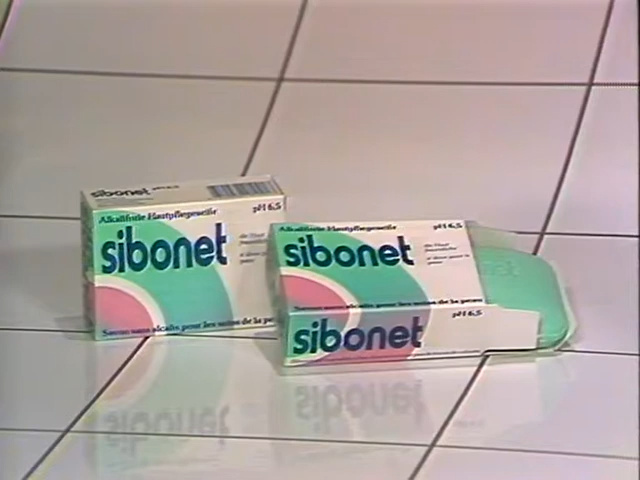 sibonet
Alkalifreie Hautpflegeseife
pH 6,5
sibonet
Savon sans alcalis pour les soins de la peau
Alkalifreie Hautpflegeseife
pH 6,5
sibonet
Savon sans alcalis pour les soins de la peau
pH 6,5
sibonet